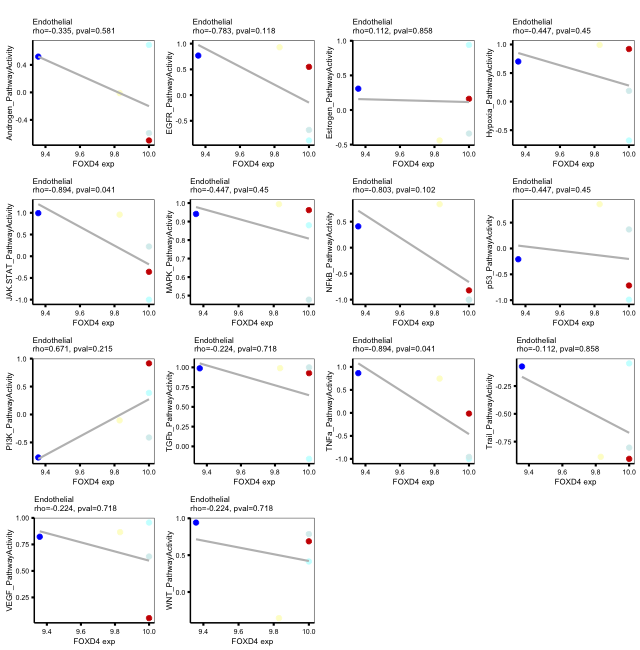 Endothelial
rho=-0.335, pval=0.581
Androgen_PathwayActivity
0.4
0.0
-0.4
9.4
9.6
9.8
10.0
FOXD4 exp
Endothelial
rho=-0.783, pval=0.118
EGFR_PathwayActivity
1.0
0.5
0.0
-0.5
9.4
9.6
9.8
10.0
FOXD4 exp
Endothelial
rho=0.112, pval=0.858
Estrogen_PathwayActivity
1.0
0.5
0.0
-0.5
9.4
9.6
9.8
10.0
FOXD4 exp
Endothelial
rho=-0.447, pval=0.45
Hypoxia_PathwayActivity
1.0
0.5
0.0
-0.5
9.4
9.6
9.8
10.0
FOXD4 exp
Endothelial
rho=-0.894, pval=0.041
JAK.STAT_PathwayActivity
1.0
0.5
0.0
-0.5
-1.0
9.4
9.6
9.8
10.0
FOXD4 exp
Endothelial
rho=-0.447, pval=0.45
MAPK_PathwayActivity
1.0
0.9
0.8
0.7
0.6
0.5
9.4
9.6
9.8
10.0
FOXD4 exp
Endothelial
rho=-0.803, pval=0.102
NFkB_PathwayActivity
0.5
0.0
-0.5
-1.0
9.4
9.6
9.8
10.0
FOXD4 exp
Endothelial
rho=-0.447, pval=0.45
p53_PathwayActivity
0.5
0.0
-0.5
-1.0
9.4
9.6
9.8
10.0
FOXD4 exp
Endothelial
rho=0.671, pval=0.215
PI3K_PathwayActivity
1.0
0.5
0.0
-0.5
9.4
9.6
9.8
10.0
FOXD4 exp
Endothelial
rho=-0.224, pval=0.718
TGFb_PathwayActivity
1.00
0.75
0.50
0.25
0.00
9.4
9.6
9.8
10.0
FOXD4 exp
Endothelial
rho=-0.894, pval=0.041
TNFa_PathwayActivity
1.0
0.5
0.0
-0.5
-1.0
9.4
9.6
9.8
10.0
FOXD4 exp
Endothelial
rho=-0.112, pval=0.858
Trail_PathwayActivity
-0.25
-0.50
-0.75
9.4
9.6
9.8
10.0
FOXD4 exp
Endothelial
rho=-0.224, pval=0.718
VEGF_PathwayActivity
1.00
0.75
0.50
0.25
9.4
9.6
9.8
10.0
FOXD4 exp
Endothelial
rho=-0.224, pval=0.718
WNT_PathwayActivity
1.0
0.5
0.0
9.4
9.6
9.8
10.0
FOXD4 exp